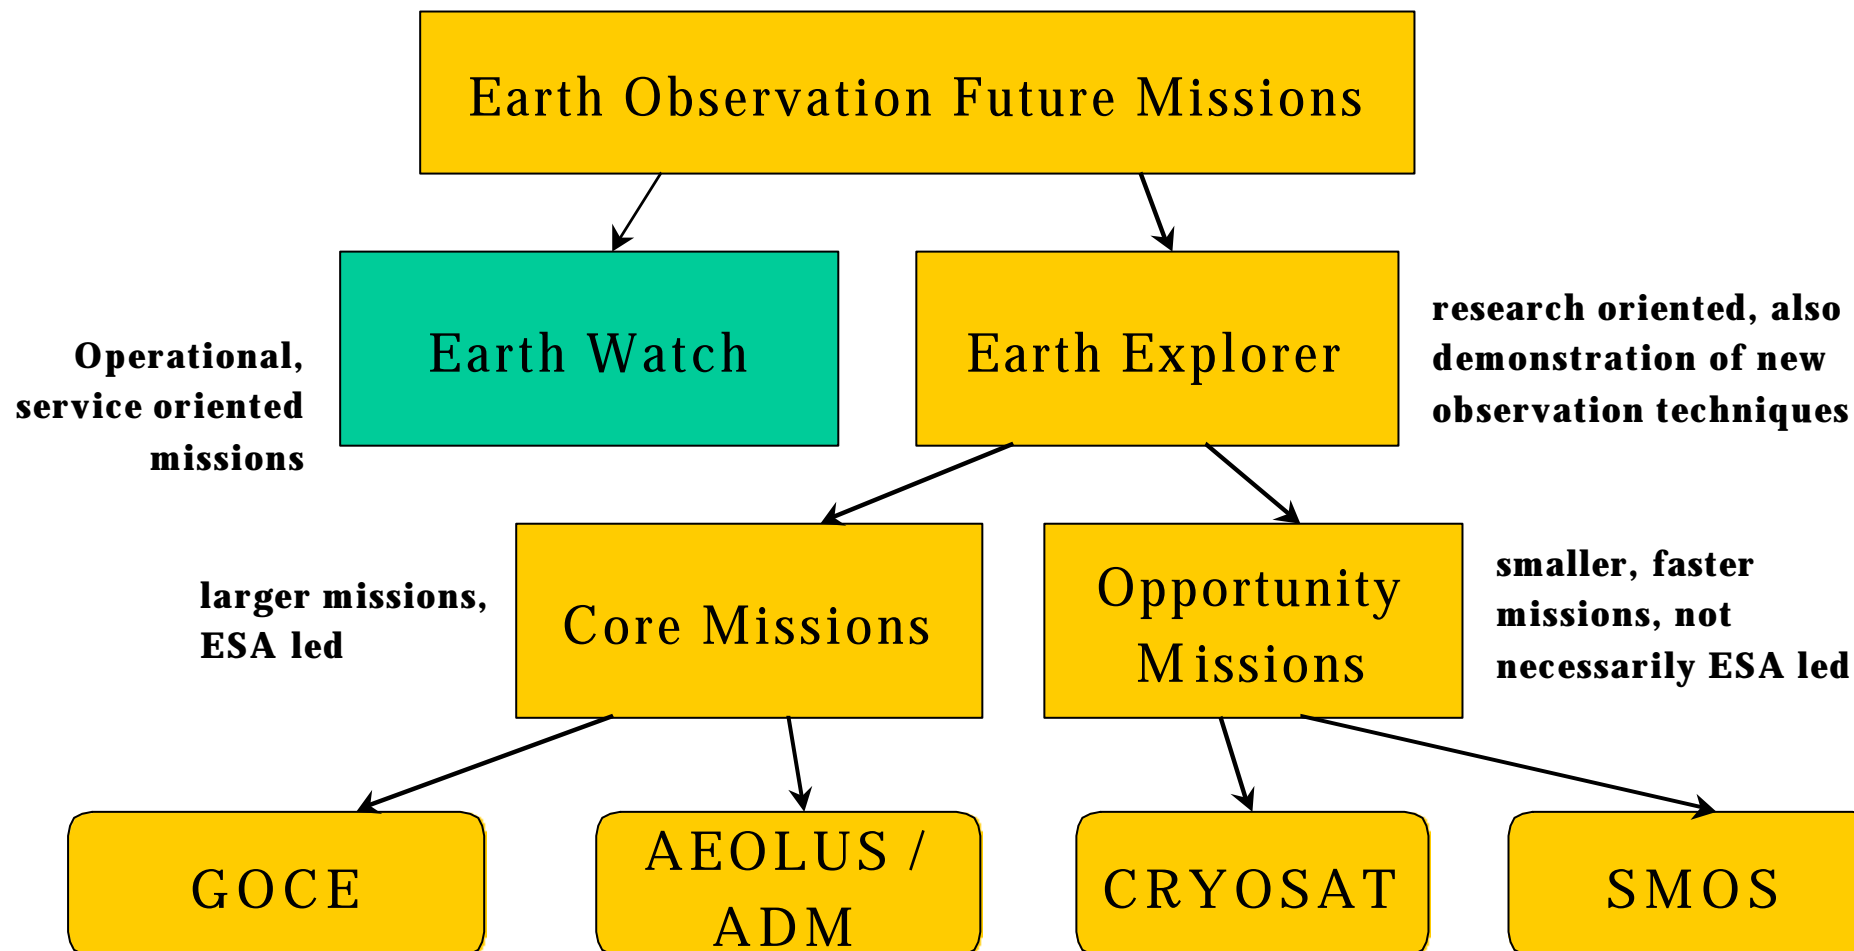 Earth Observation Future Missions
Operational,
service oriented
missions
Earth Watch
Earth Explorer
research oriented, also
demonstration of new
observation techniques
larger missions,
ESA led
Core Missions
Opportunity
Missions
smaller, faster
missions, not
necessarily ESA led
GOCE
AEOLUS /
ADM
CRYOSAT
SMOS